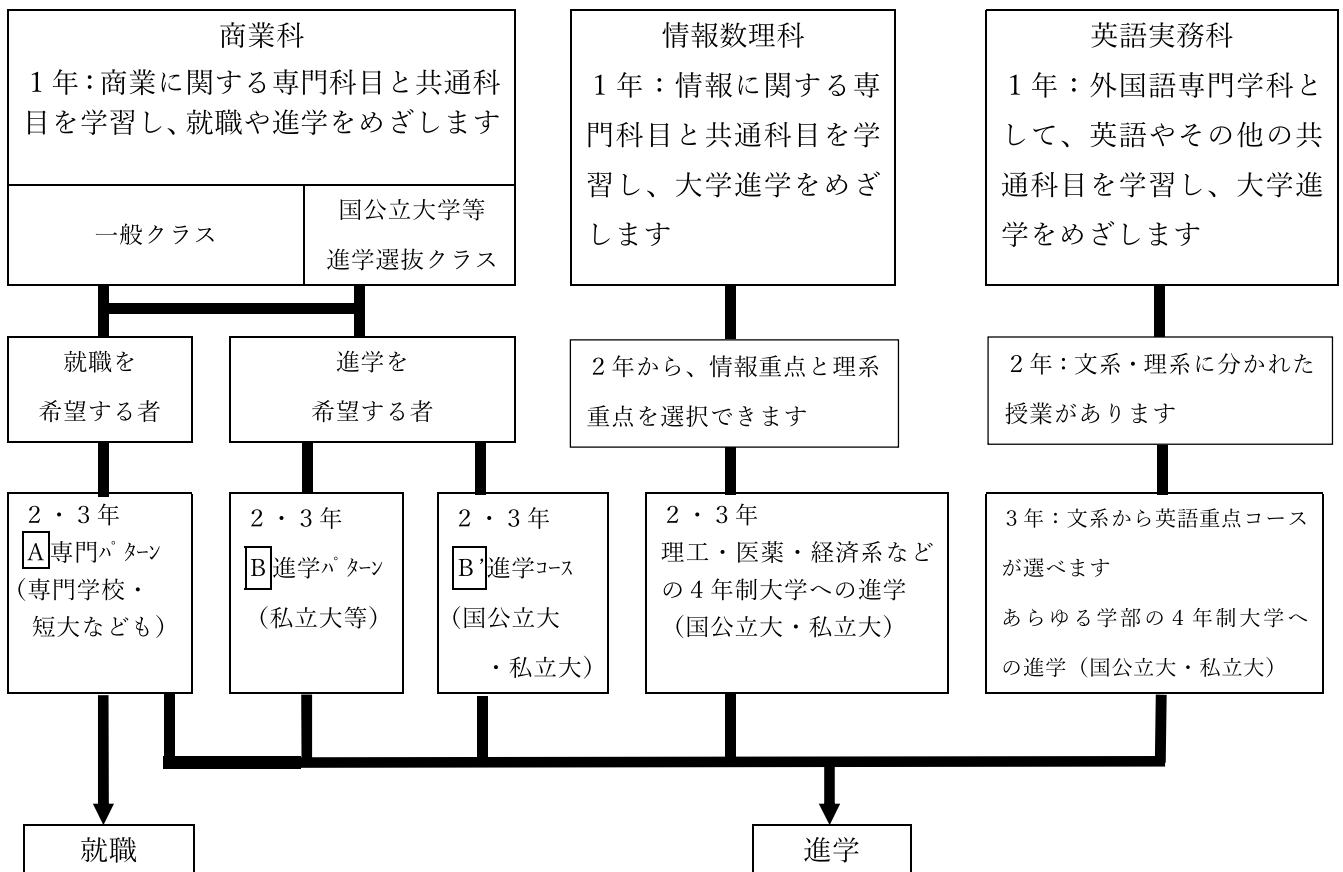 商業科
１年：商業に関する専門科目と共通科
目を学習し、就職や進学をめざします
一般クラス
国公立大学等
進学選抜クラス
情報数理科
１年：情報に関する専
門科目と共通科目を学
習し、大学進学をめざ
します
英語実務科
１年：外国語専門学科と
して、英語やその他の共
通科目を学習し、大学進
学をめざします
就職を
希望する者
進学を
希望する者
２年から、情報重点と理系
重点を選択できます
２年：文系・理系に分かれた
授業があります
２・３年
A専門ﾊﾟﾀｰﾝ
(専門学校・
短大なども)
２・３年
B進学ﾊﾟﾀｰﾝ
(私立大等)
２・３年
B’進学ｺｰｽ
(国公立大
・私立大)
２・３年
理工・医薬・経済系など
の４年制大学への進学
(国公立大・私立大)
３年：文系から英語重点コース
が選べます
あらゆる学部の４年制大学へ
の進学（国公立大・私立大）
就職
進学